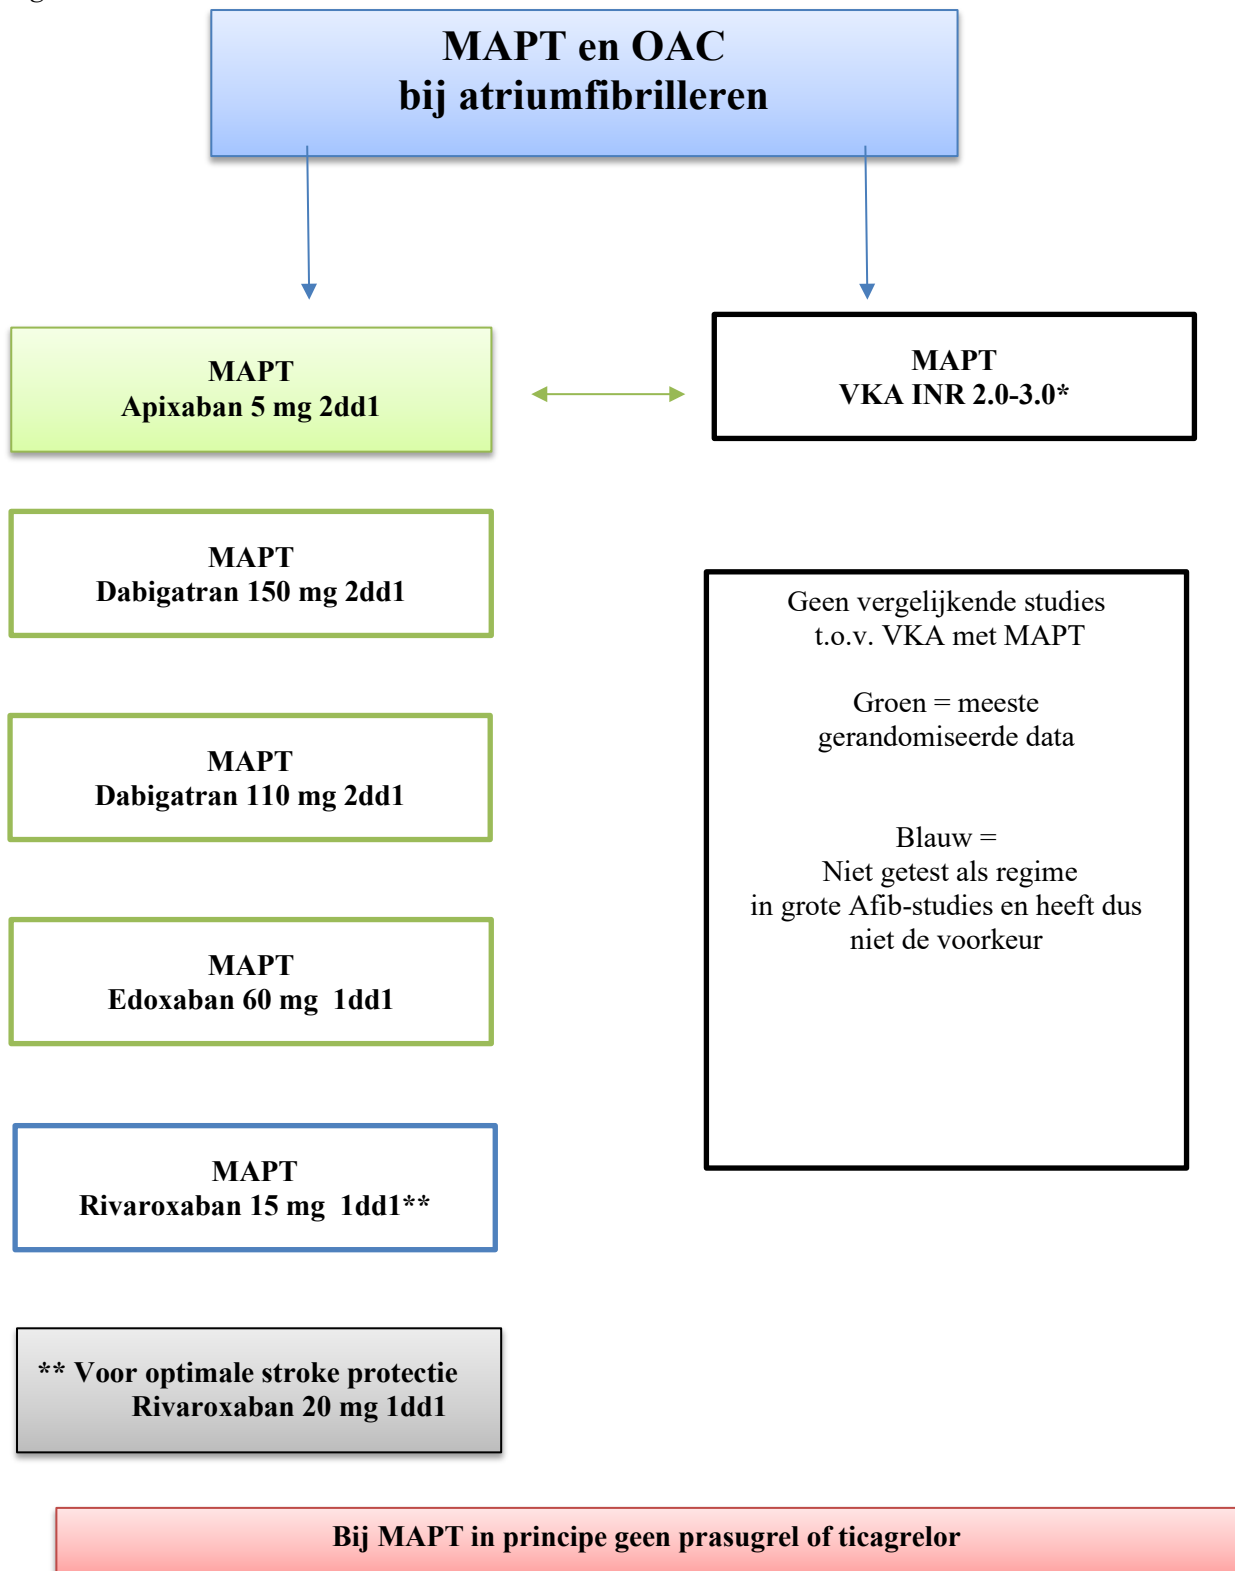 MAPT en OAC
bij atriumfibrilleren
MAPT
Apixaban 5 mg 2dd1
MAPT
VKA INR 2.0-3.0*
MAPT
Dabigatran 150 mg 2dd1
Geen vergelijkende studies
t.o.v. VKA met MAPT
Groen = meeste
gerandomiseerde data
Blauw =
Niet getest als regime
in grote Afib-studies en heeft dus
niet de voorkeur
MAPT
Dabigatran 110 mg 2dd1
MAPT
Edoxaban 60 mg 1dd1
MAPT
Rivaroxaban 15 mg 1dd1**
** Voor optimale stroke protectie
Rivaroxaban 20 mg 1dd1
Bij MAPT in principe geen prasugrel of ticagrelor